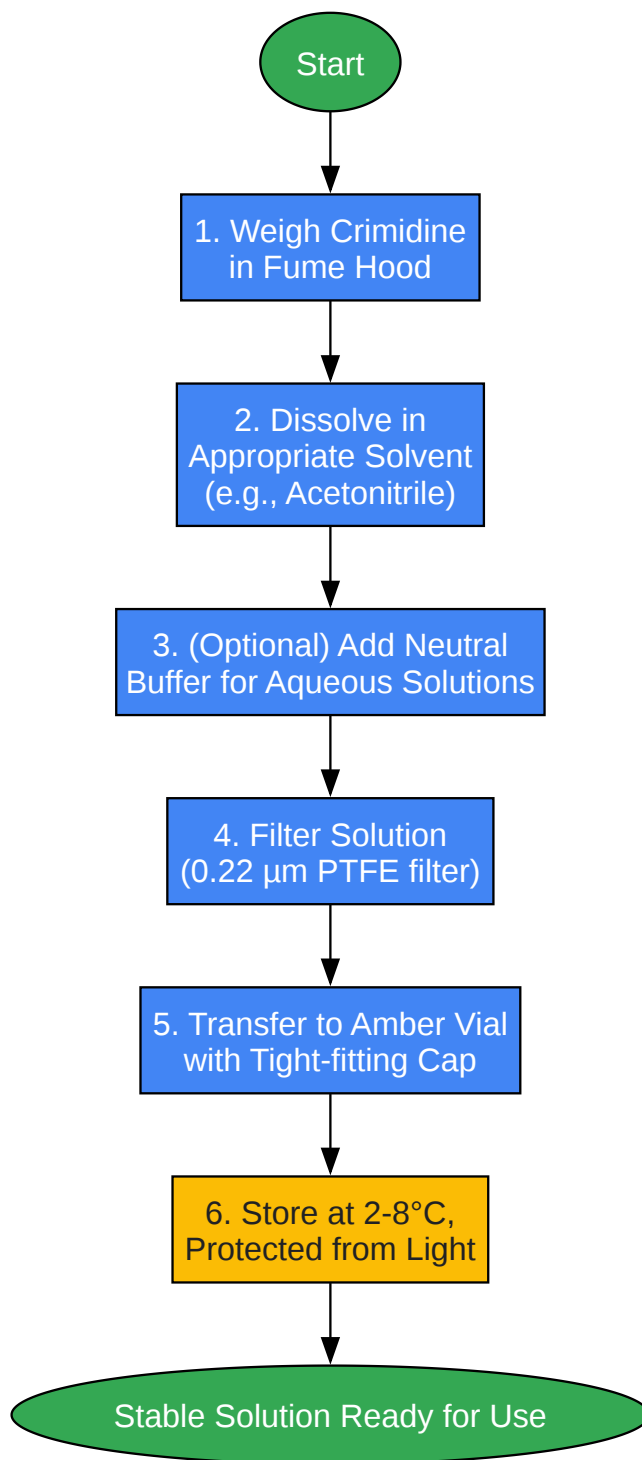 Start
1. Weigh Crimidine
in Fume Hood
2. Dissolve in
Appropriate Solvent
(e.g., Acetonitrile)
3. (Optional) Add Neutral
Buffer for Aqueous Solutions
4. Filter Solution
(0.22 µm PTFE filter)
5. Transfer to Amber Vial
with Tight-fitting Cap
6. Store at 2-8°C,
Protected from Light
Stable Solution Ready for Use